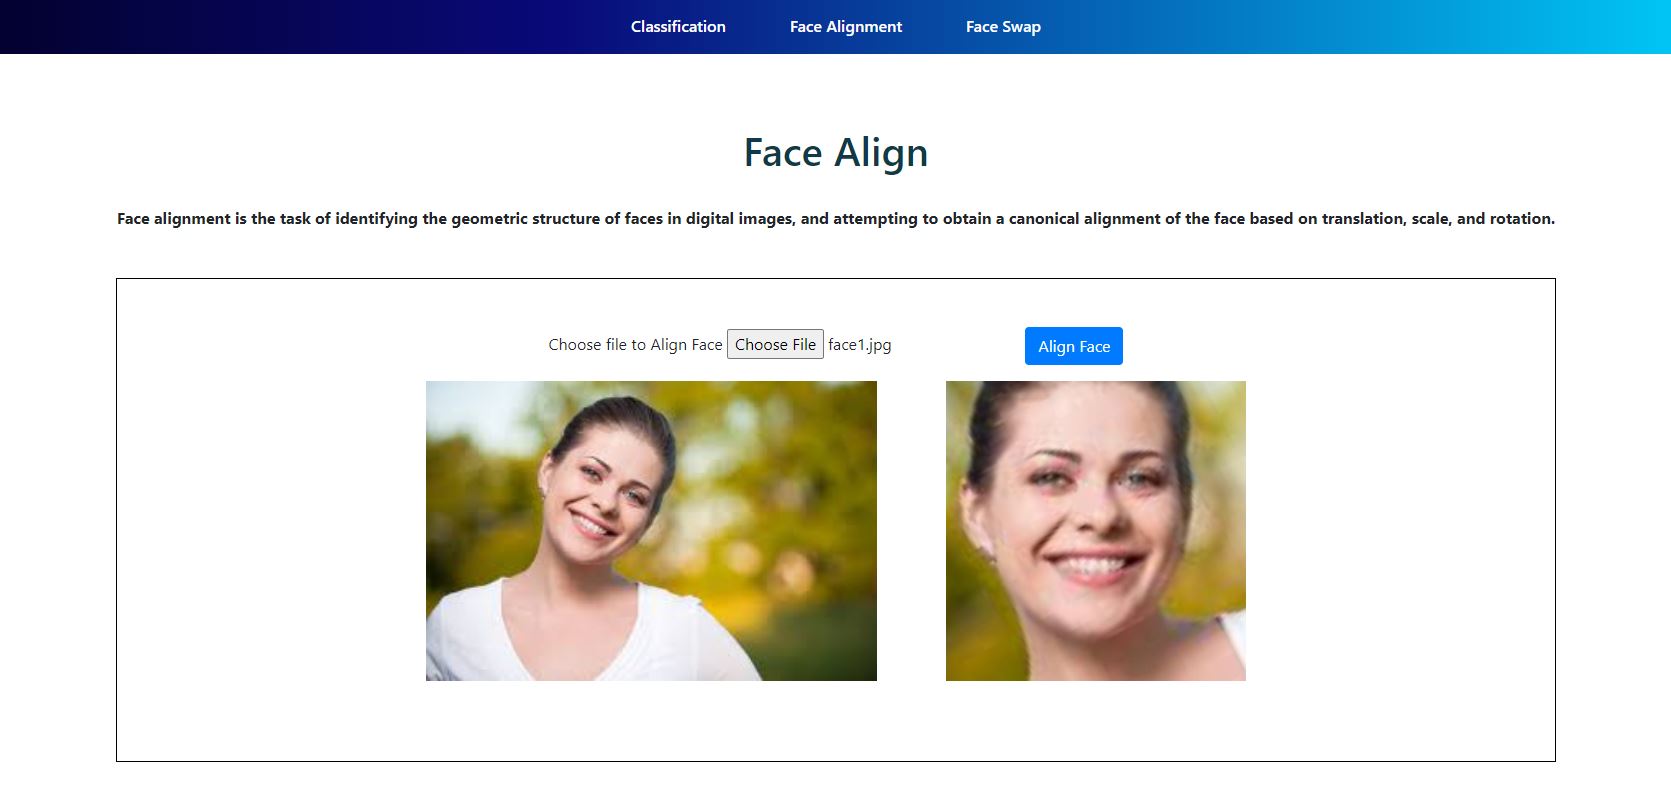 Classification Face Alignment Face Swap
Face Align
Face alignment is the task of identifying the geometric structure of faces in digital images, and attempting to obtain a canonical alignment of the face based on translation, scale, and rotation.
Choose file to Align Face Choose File face1.jpg Align Face